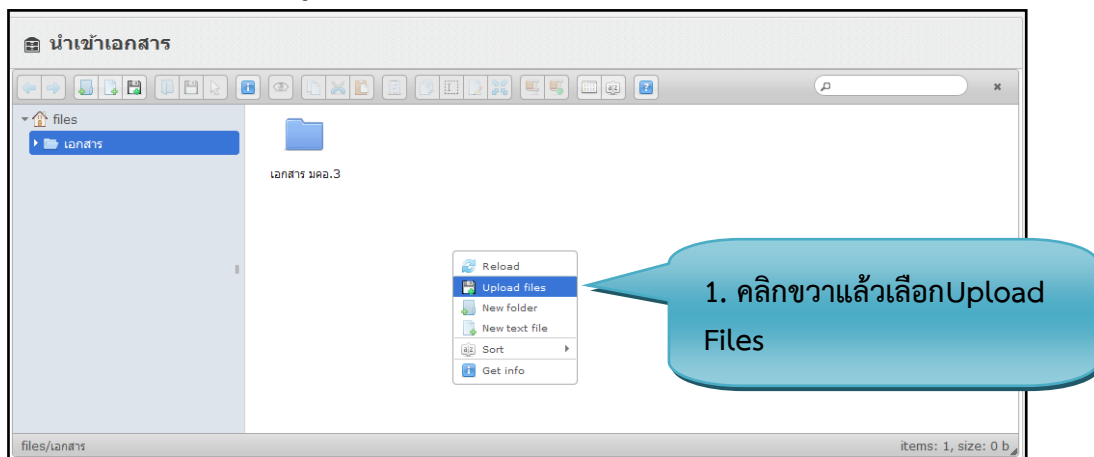 นำเข้าเอกสาร
files
เอกสาร
เอกสาร มคอ.3
Reload
Upload files
New folder
New text file
Sort
Get info
1. คลิกขวาแล้วเลือกUpload
Files
files/เอกสาร
items: 1, size: 0 b